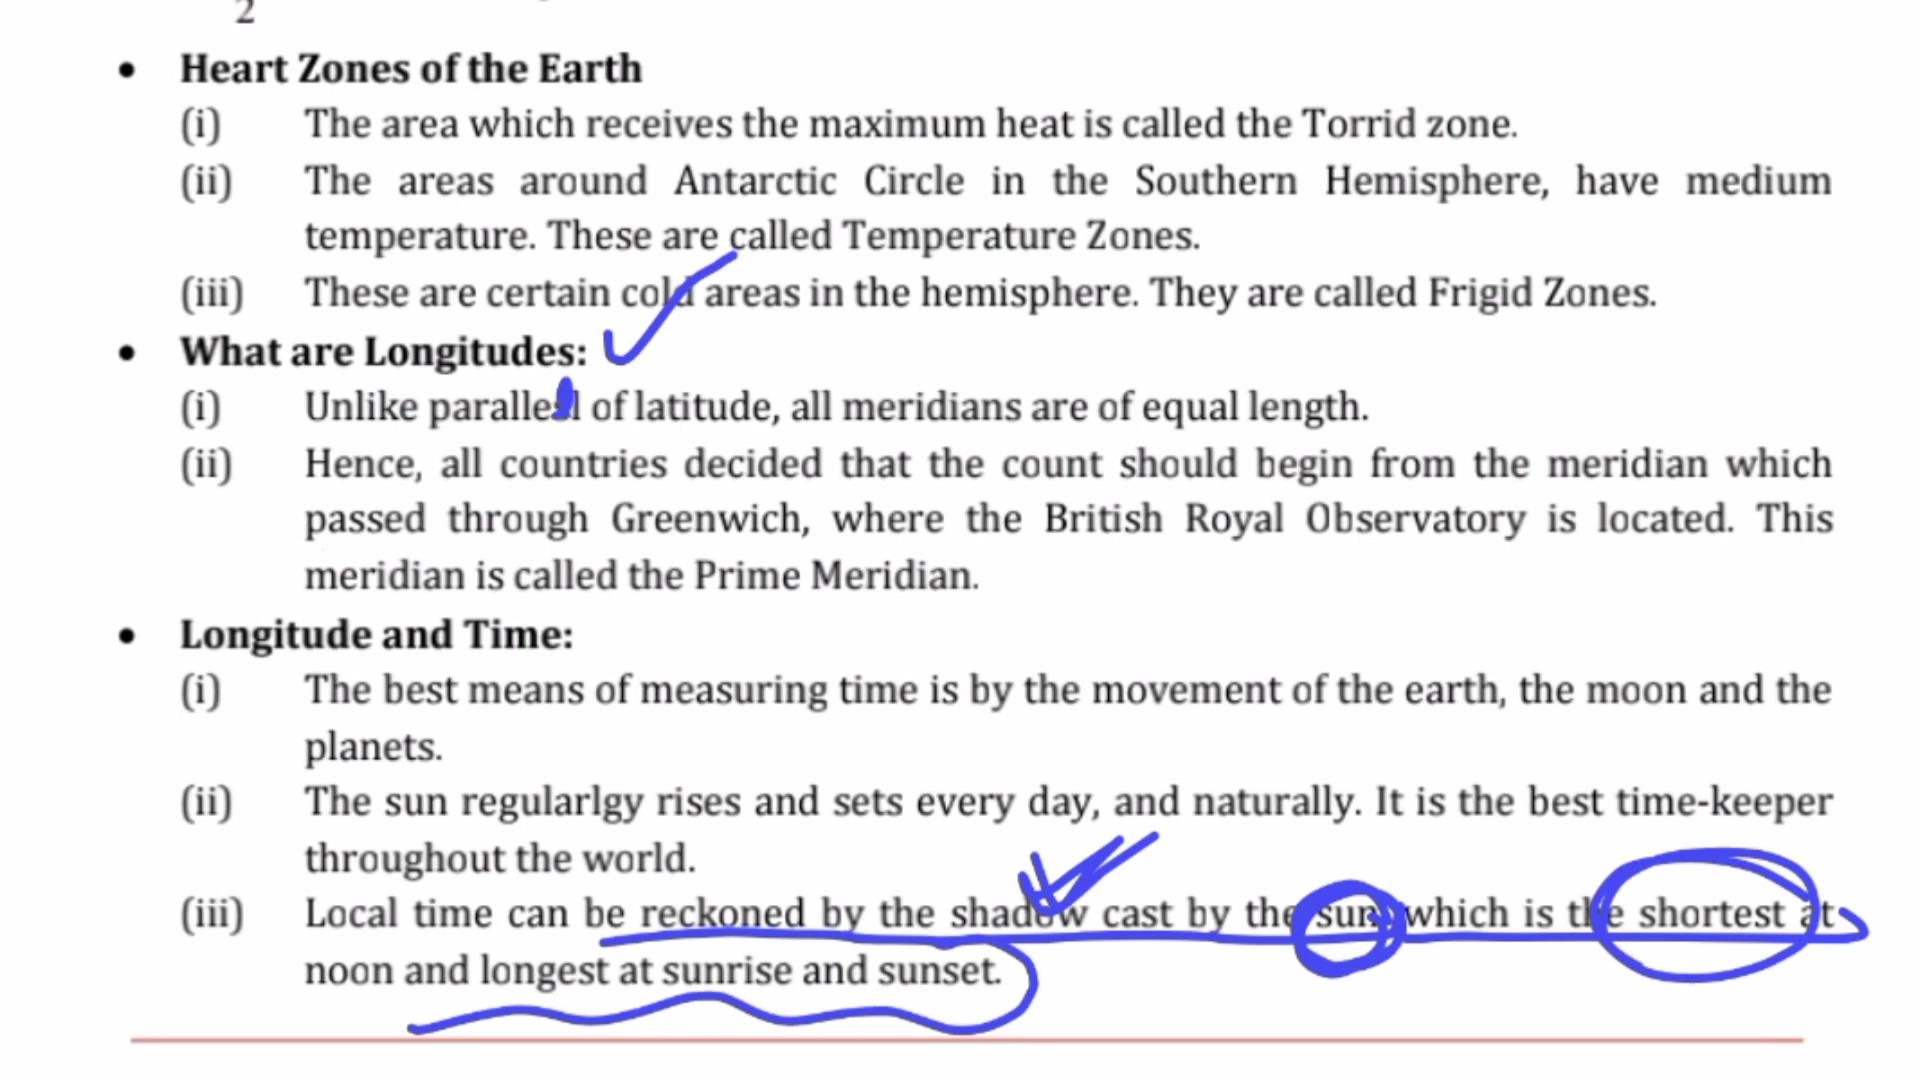 2
• Heart Zones of the Earth
(i) The area which receives the maximum heat is called the Torrid zone.
(ii) The areas around Antarctic Circle in the Southern Hemisphere, have medium
temperature. These are called Temperature Zones.
(iii) These are certain cold areas in the hemisphere. They are called Frigid Zones.
• What are Longitudes:
(i) Unlike of latitude, all meridians are of equal length.
(ii) Hence, all countries decided that the count should begin from the meridian which
passed through Greenwich, where the British Royal Observatory is located. This
meridian is called the Prime Meridian.
• Longitude and Time:
(i) The best means of measuring time is by the movement of the earth, the moon and the
planets.
(ii) The sun regularlgy rises and sets every day, and naturally. It is the best time-keeper
throughout the world.
(iii) Local time can be reckoned by the shadow cast by the sun which is the shortest at
noon and longest at sunrise and sunset.